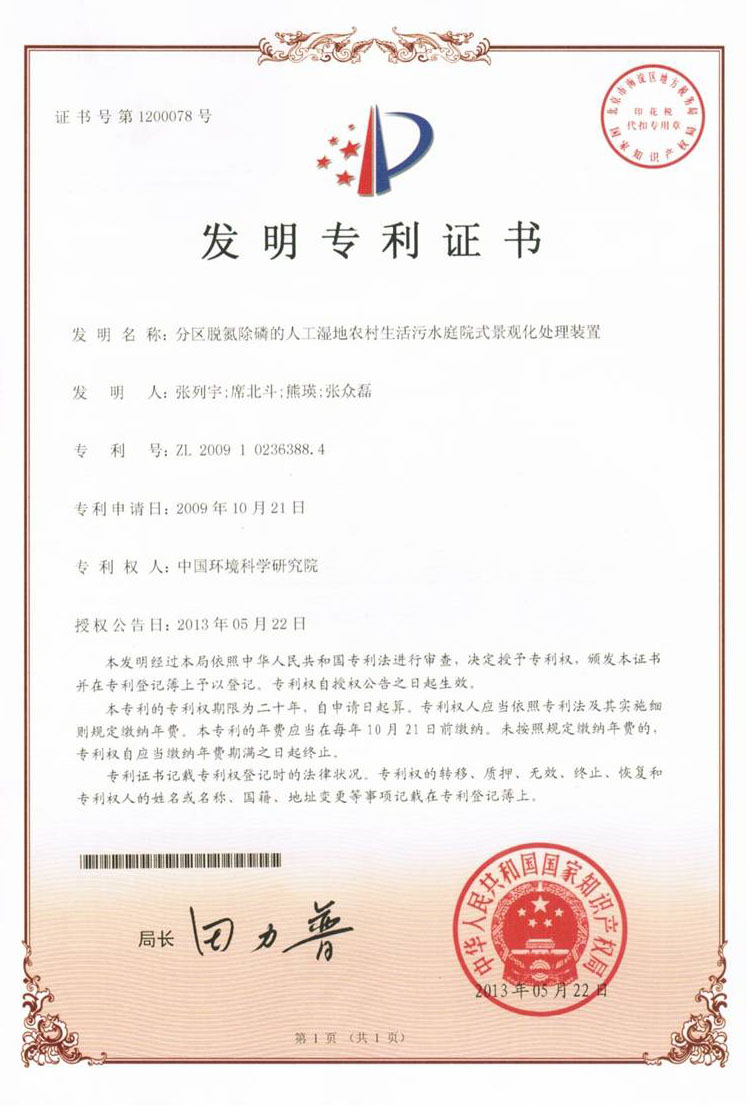 证书号第1200078号
北京市海淀区地方税务局
印花税
代扣专用章
国家知识产权局
发明专利证书
发明名称：分区脱氮除磷的人工湿地农村生活污水庭院式景观化处理装置
发明人：张列宇;席北斗;熊瑛;张众磊
专利号：ZL 2009 1 0236388.4
专利申请日：2009年10月21日
专利权人：中国环境科学研究院
授权公告日：2013年05月22日
本发明经过本局依照中华人民共和国专利法进行审查，决定授予专利权，颁发本证书
并在专利登记簿上予以登记。专利权自授权公告之日起生效。
本专利的专利权期限为二十年，自申请日起算。专利权人应当依照专利法及其实施细
则规定缴纳年费。本专利的年费应当在每年10月21日前缴纳。未按照规定缴纳年费的，
专利权自应当缴纳年费期满之日起终止。
专利证书记载专利权登记时的法律状况。专利权的转移、质押、无效、终止、恢复和
专利权人的姓名或名称、国籍、地址变更等事项记载在专利登记簿上。
局长 田力普
中华人民共和国国家知识产权局
2013年05月22日
第1页（共1页）